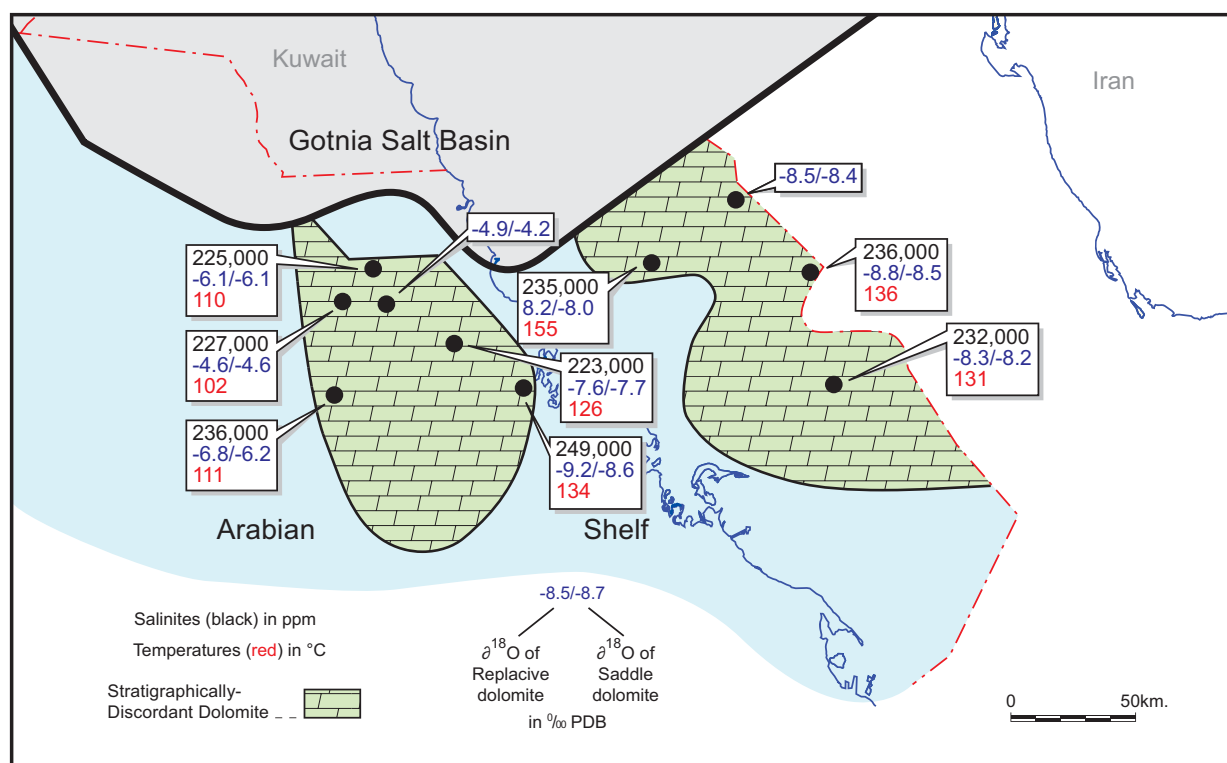 Kuwait
Iran
Gotnia Salt Basin
-8.5/-8.4
-4.9/-4.2
225,000
-6.1/-6.1
110
236,000
-8.8/-8.5
136
235,000
8.2/-8.0
155
227,000
-4.6/-4.6
102
232,000
-8.3/-8.2
131
223,000
-7.6/-7.7
126
236,000
-6.8/-6.2
111
249,000
-9.2/-8.6
134
Arabian
Shelf
-8.5/-8.7
Salinites (black) in ppm
Temperatures (red) in °C
∂18O of
Replacive
dolomite
∂18O of
Saddle
dolomite
in ‰ PDB
Stratigraphically-
Discordant Dolomite
0 50km.